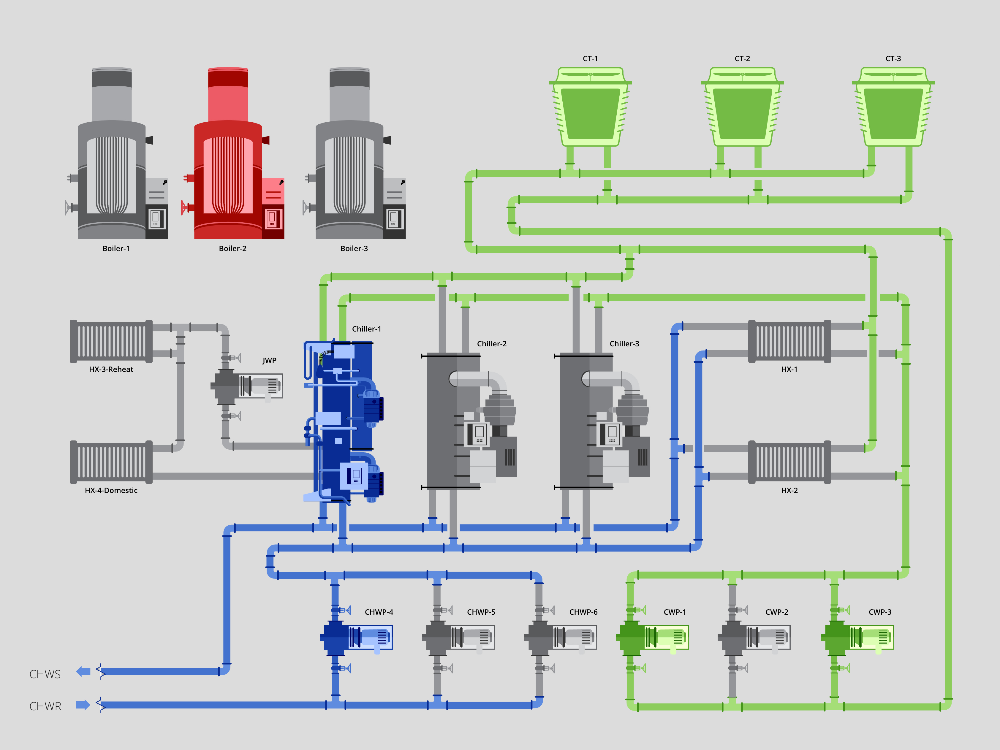 CT-1
CT-2
CT-3
Boiler-1
Boiler-2
Boiler-3
Chiller-1
Chiller-2
Chiller-3
JWP
HX-3-Reheat
HX-1
HX-4-Domestic
HX-2
CHWP-4
CHWP-5
CHWP-6
CWP-1
CWP-2
CWP-3
CHWS
CHWR